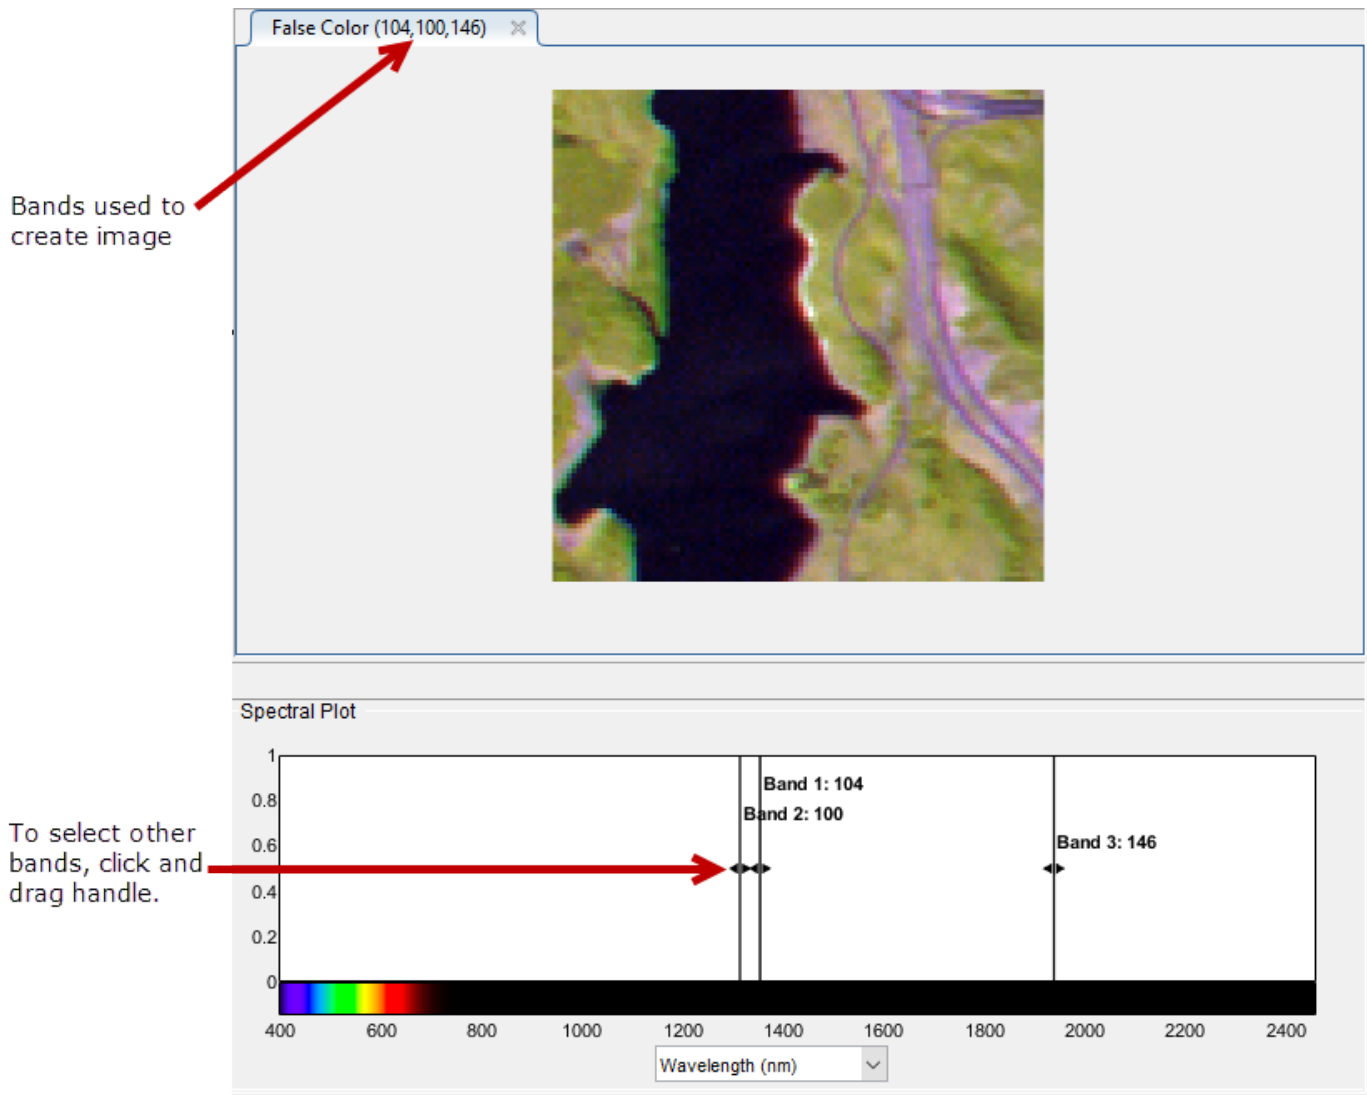 False Color (104,100,146)
Bands used to
create image
Spectral Plot
1
0.8
0.6
0.4
0.2
0
Band 1: 104
Band 2: 100
Band 3: 146
To select other
bands, click and
drag handle.
400 600 800 1000 1200 1400 1600 1800 2000 2200 2400
Wavelength (nm)